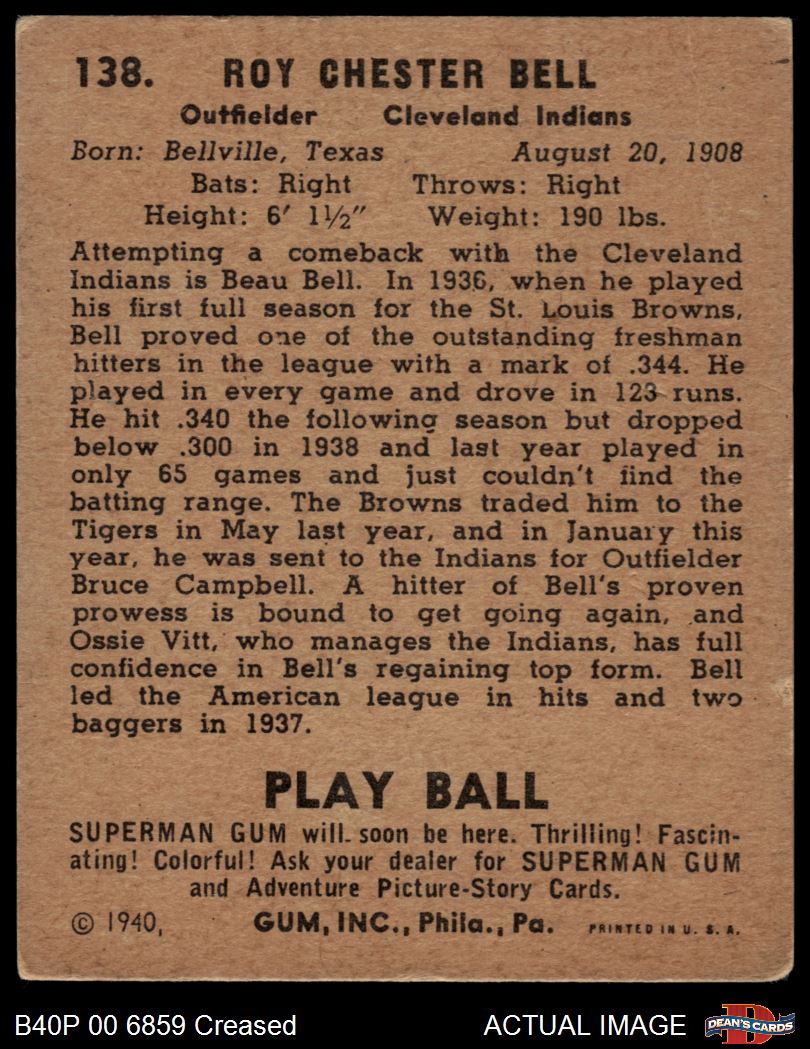 138. ROY CHESTER BELL
Outfielder Cleveland Indians
Born: Bellville, Texas August 20, 1908
Bats: Right Throws: Right
Height: 6′ 1½″ Weight: 190 lbs.
Attempting a comeback with the Cleveland
Indians is Beau Bell. In 1936, when he played
his first full season for the St. Louis Browns,
Bell proved one of the outstanding freshman
hitters in the league with a mark of .344. He
played in every game and drove in 123 runs.
He hit .340 the following season but dropped
below .300 in 1938 and last year played in
only 65 games and just couldn't find the
batting range. The Browns traded him to the
Tigers in May last year, and in January this
year, he was sent to the Indians for Outfielder
Bruce Campbell. A hitter of Bell's proven
prowess is bound to get going again, and
Ossie Vitt, who manages the Indians, has full
confidence in Bell's regaining top form. Bell
led the American league in hits and two
baggers in 1937.
PLAY BALL
SUPERMAN GUM will soon be here. Thrilling! Fascin-
ating! Colorful! Ask your dealer for SUPERMAN GUM
and Adventure Picture-Story Cards.
© 1940, GUM, INC., Phila., Pa. PRINTED IN U. S. A.
B40P 00 6859 Creased ACTUAL IMAGE D DEAN'S CARDS